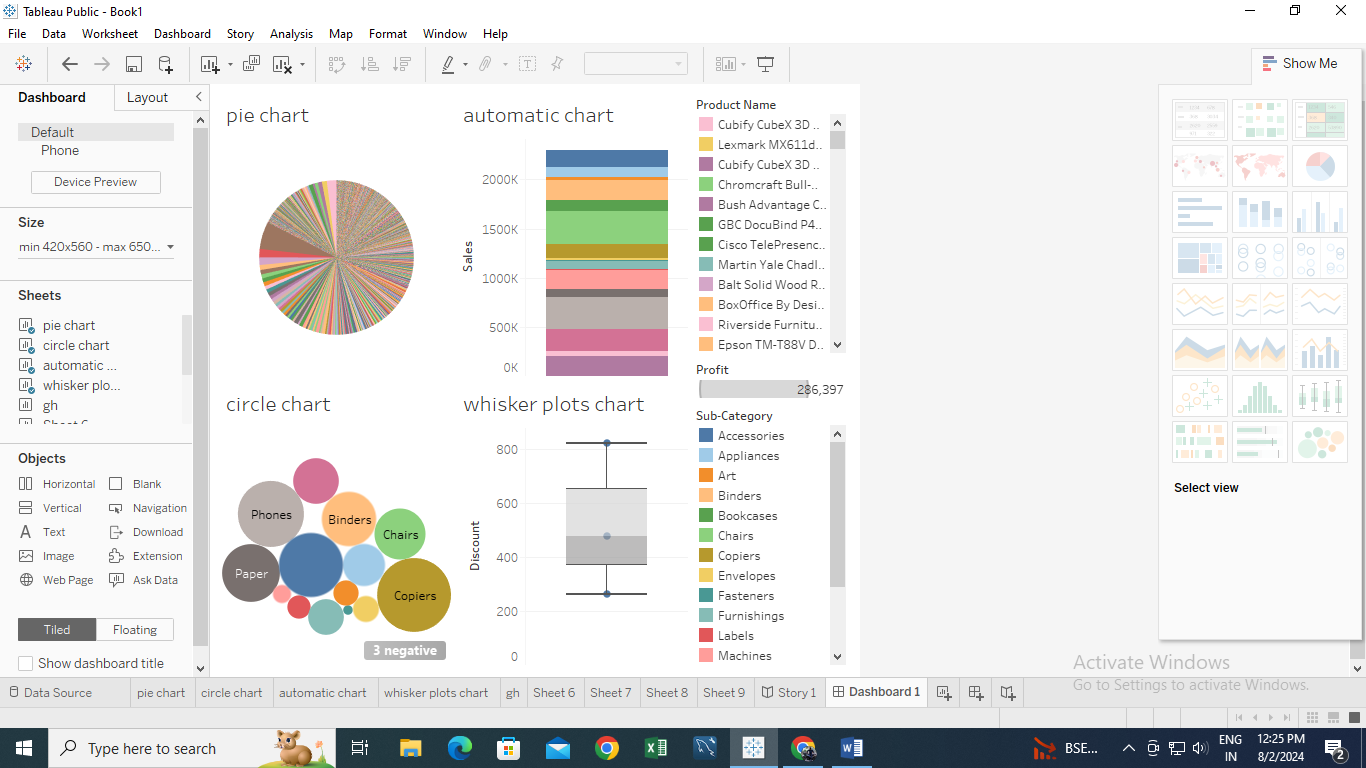 Tableau Public - Book1
File Data Worksheet Dashboard Story Analysis Map Format Window Help
Show Me
Dashboard
Layout
Default
Phone
Device Preview
Size
min 420x560 - max 650...
Sheets
pie chart
circle chart
automatic ...
whisker plo...
gh
Objects
Horizontal
Blank
Vertical
Navigation
Text
Download
Image
Extension
Web Page
Ask Data
Tiled
Floating
Show dashboard title
pie chart
automatic chart
Sales
2000K
1500K
1000K
500K
0K
circle chart
Phones
Binders
Chairs
Paper
Copiers
3 negative
whisker plots chart
Discount
800
600
400
200
0
Product Name
Cubify CubeX 3D ..
Lexmark MX611d..
Cubify CubeX 3D ..
Chromcraft Bull-..
Bush Advantage C..
GBC DocuBind P4..
Cisco TelePresenc..
Martin Yale Chadl..
Balt Solid Wood R..
BoxOffice By Desi..
Riverside Furnitu..
Epson TM-T88V D..
Profit
286,397
Sub-Category
Accessories
Appliances
Art
Binders
Bookcases
Chairs
Copiers
Envelopes
Fasteners
Furnishings
Labels
Machines
Select view
Activate Windows
Go to Settings to activate Windows.
Data Source
pie chart
circle chart
automatic chart
whisker plots chart
gh
Sheet 6
Sheet 7
Sheet 8
Sheet 9
Story 1
Dashboard 1
Type here to search
BSE...
ENG
IN
12:25 PM
8/2/2024
2